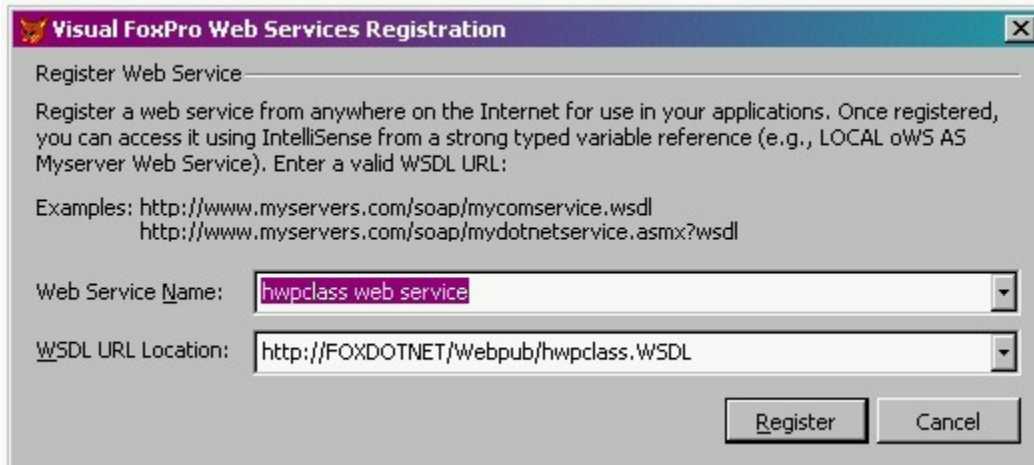 Visual FoxPro Web Services Registration
Register Web Service
Register a web service from anywhere on the Internet for use in your applications. Once registered,
you can access it using IntelliSense from a strong typed variable reference (e.g., LOCAL oWS AS
Myserver Web Service). Enter a valid WSDL URL:
Examples: http://www.myservers.com/soap/mycomservice.wsdl
http://www.myservers.com/soap/mydotnetservice.asmx?wsdl
Web Service Name: hwpclass web service
WSDL URL Location: http://FOXDOTNET/Webpub/hwpclass.WSDL
Register Cancel